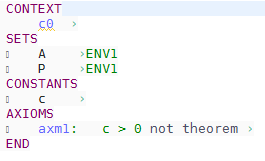 CONTEXT
c0 ›
SETS
A ›ENV1
P ›ENV1
CONSTANTS
c ›
AXIOMS
axm1: c > 0 not theorem ›
END